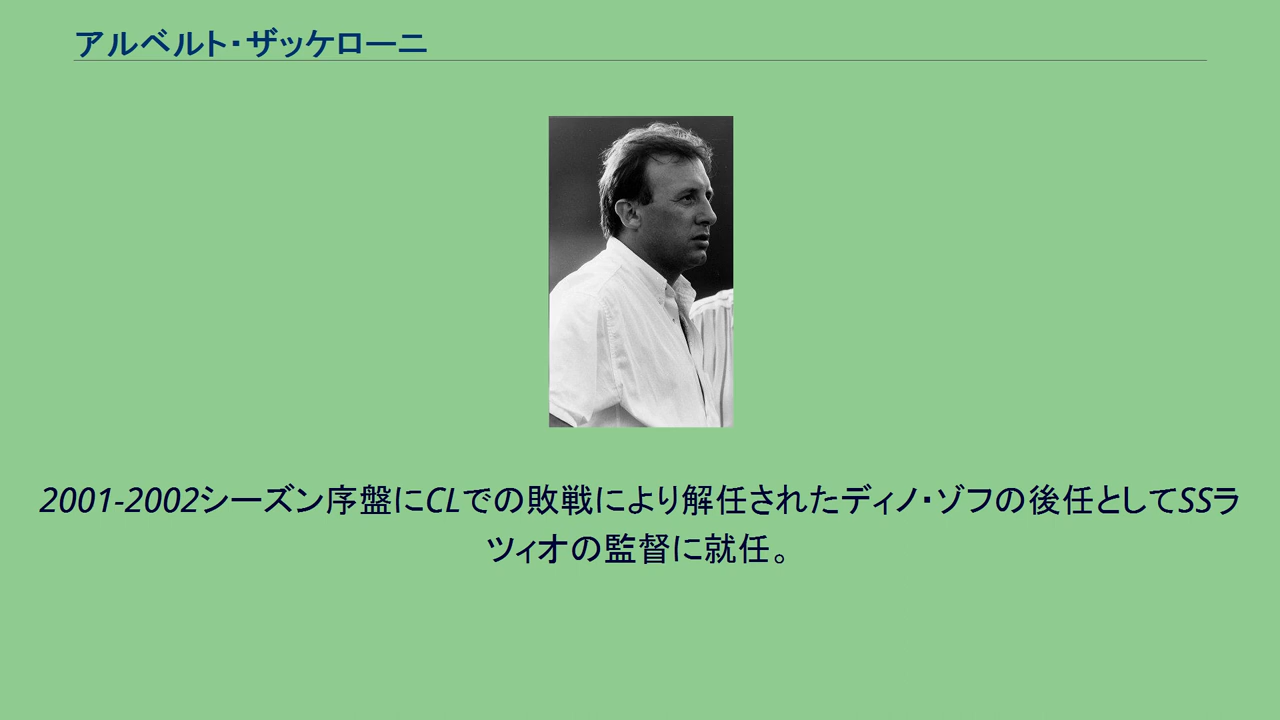 アルベルト・ザッケローニ
2001-2002シーズン序盤にCLでの敗戦により解任されたディノ・ゾフの後任としてSSラ
ツィオの監督に就任。